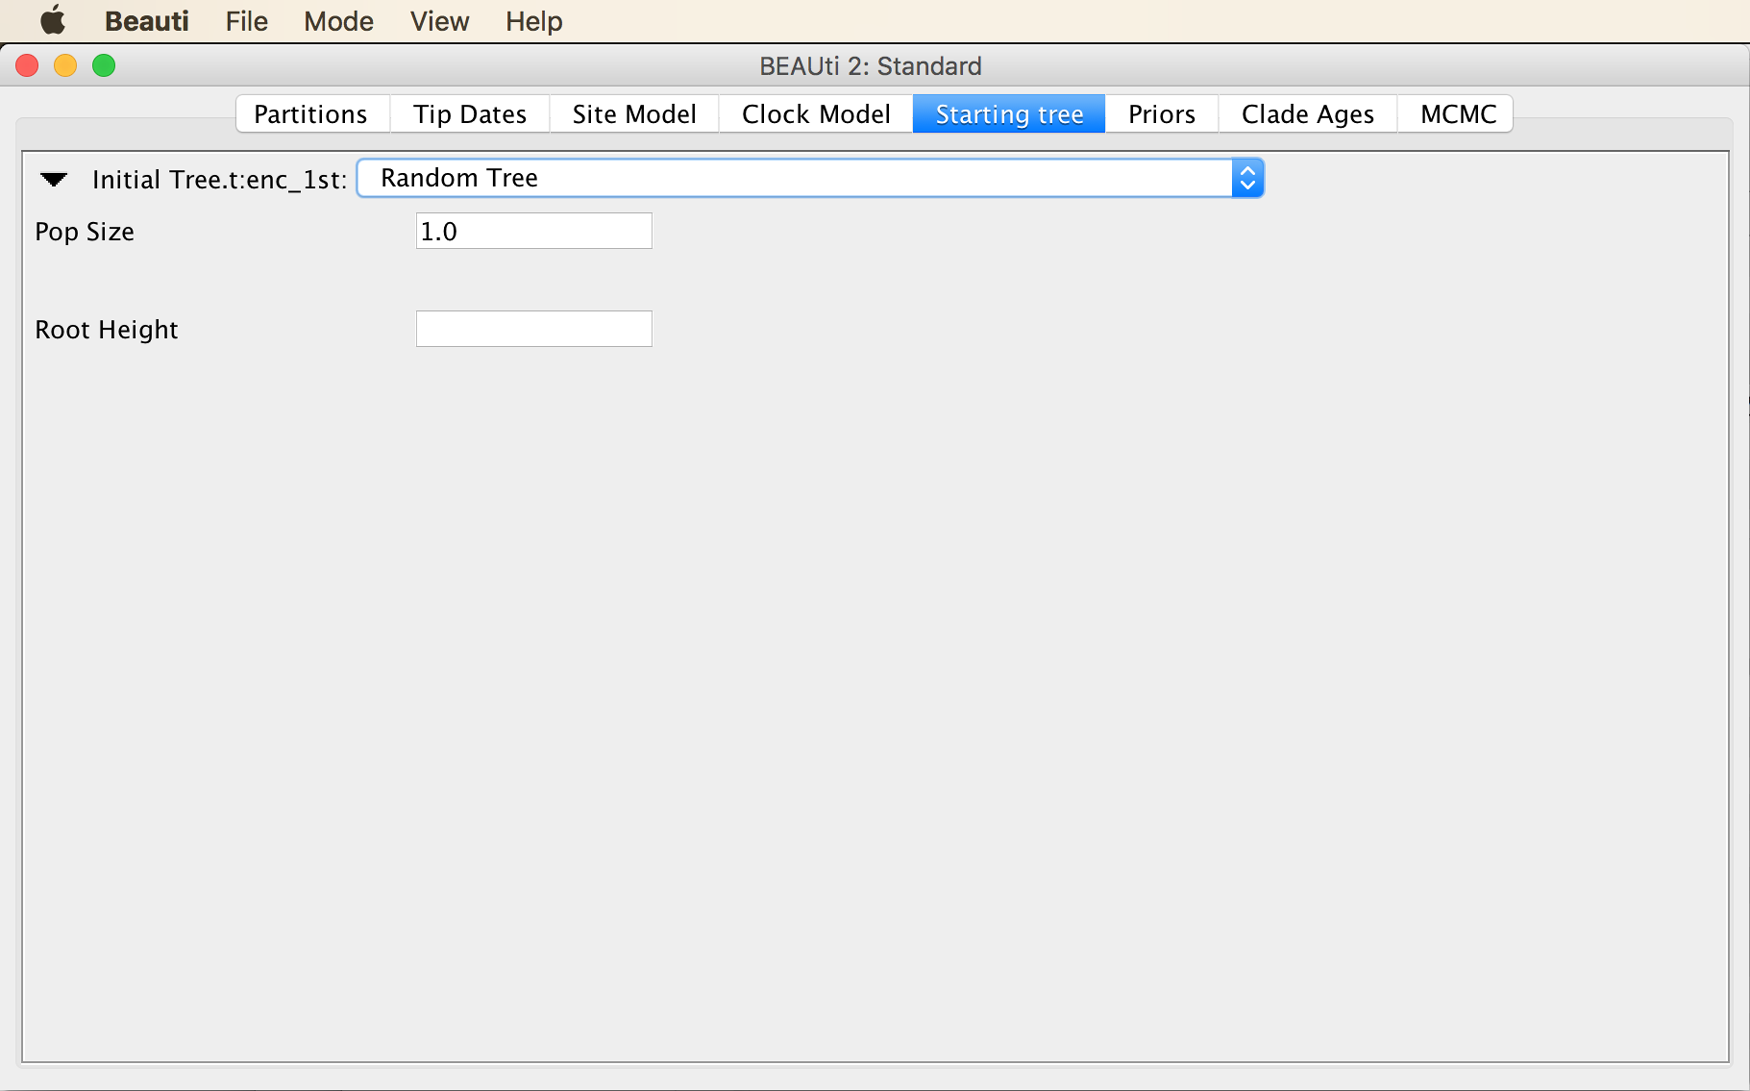 Beauti File Mode View Help
BEAUti 2: Standard
Partitions Tip Dates Site Model Clock Model Starting tree Priors Clade Ages MCMC
Initial Tree.t:enc_1st: Random Tree
Pop Size 1.0
Root Height